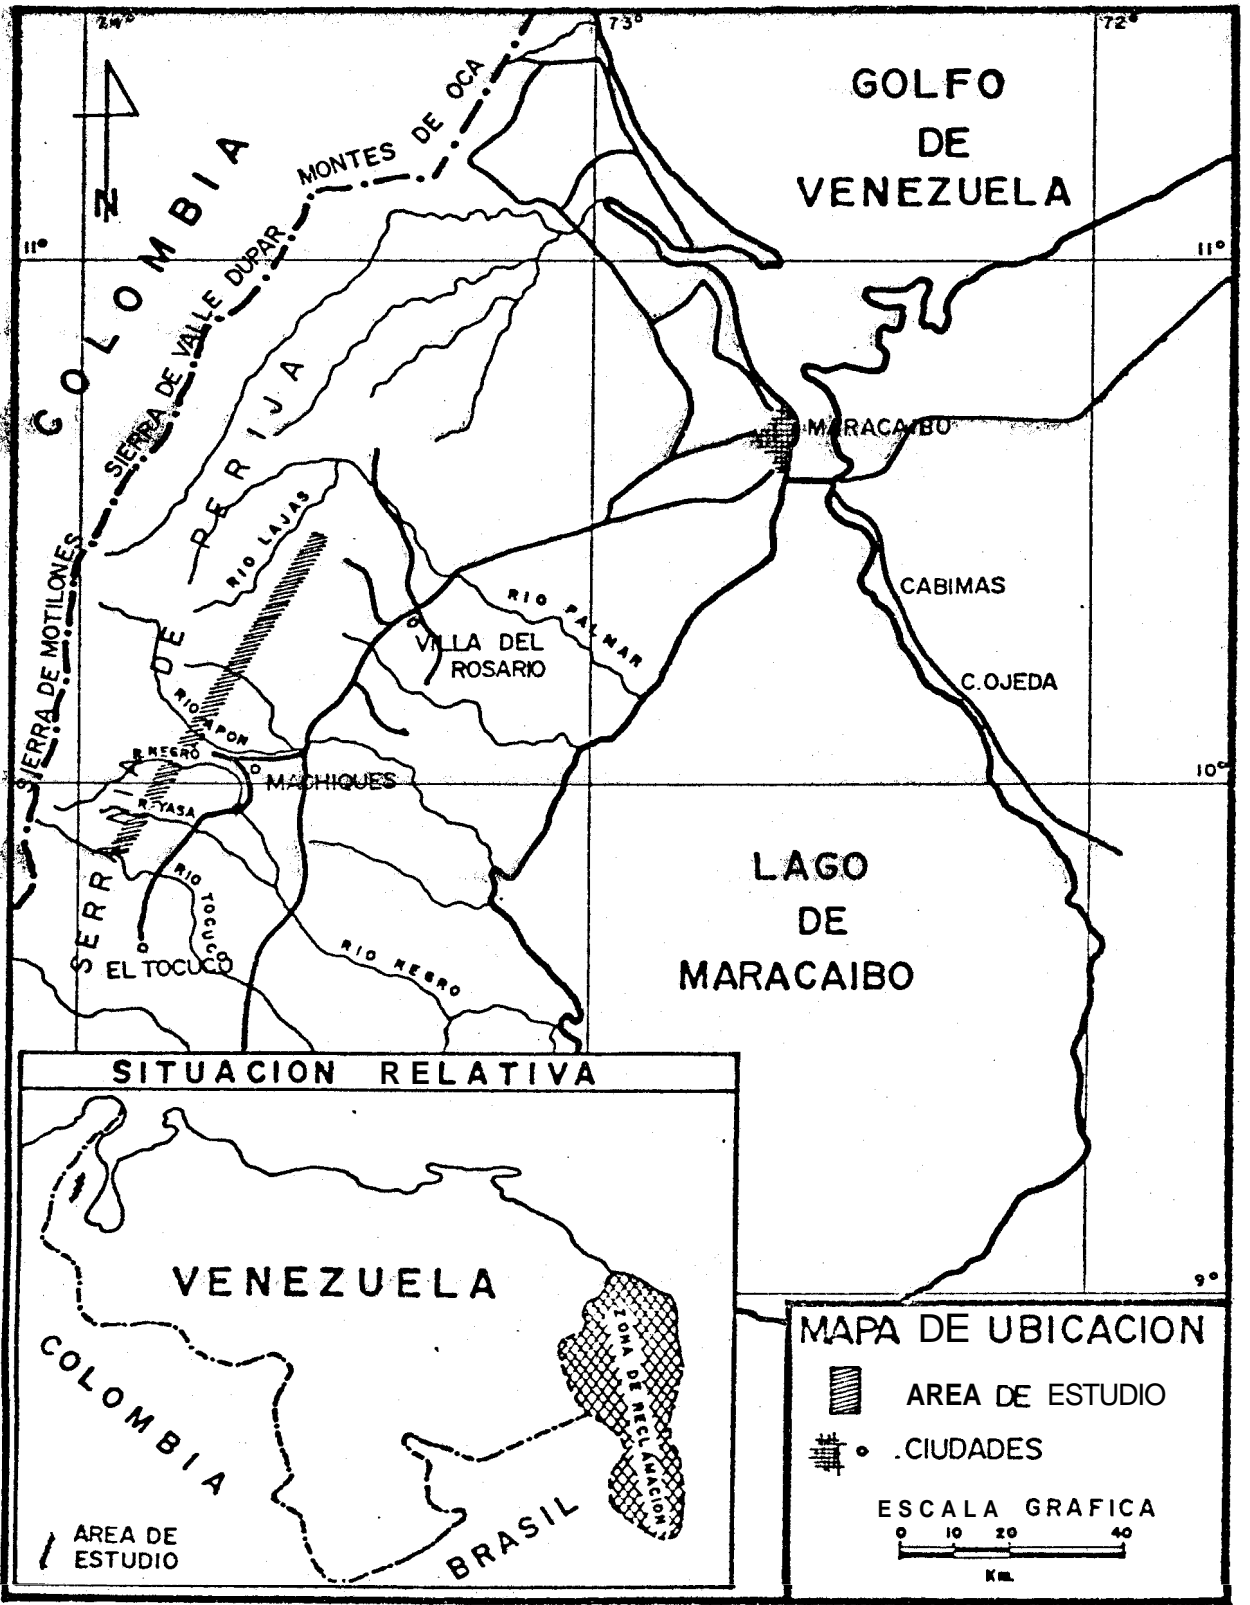 74°
73°
72°
GOLFO
DE
VENEZUELA
N
COLOMBIA
MONTES DE OCA
SIERRA DE VALLE DUPAR
SIERRA DE MOTILONES
11°
11°
SERRANIA DE PERIJA
MARACAIBO
RIO LAJAS
RIO PALMAR
CABIMAS
VILLA DEL
ROSARIO
C.OJEDA
RIO APON
R. NEGRO
MACHIQUES
10°
R. YASA
RIO TOCUCO
EL TOCUCO
RIO NEGRO
LAGO
DE
MARACAIBO
9°
SITUACION RELATIVA
VENEZUELA
COLOMBIA
BRASIL
ZONA DE RECLAMACION
AREA DE
ESTUDIO
MAPA DE UBICACION
AREA DE ESTUDIO
.CIUDADES
ESCALA GRAFICA
0 10 20 40
Km.